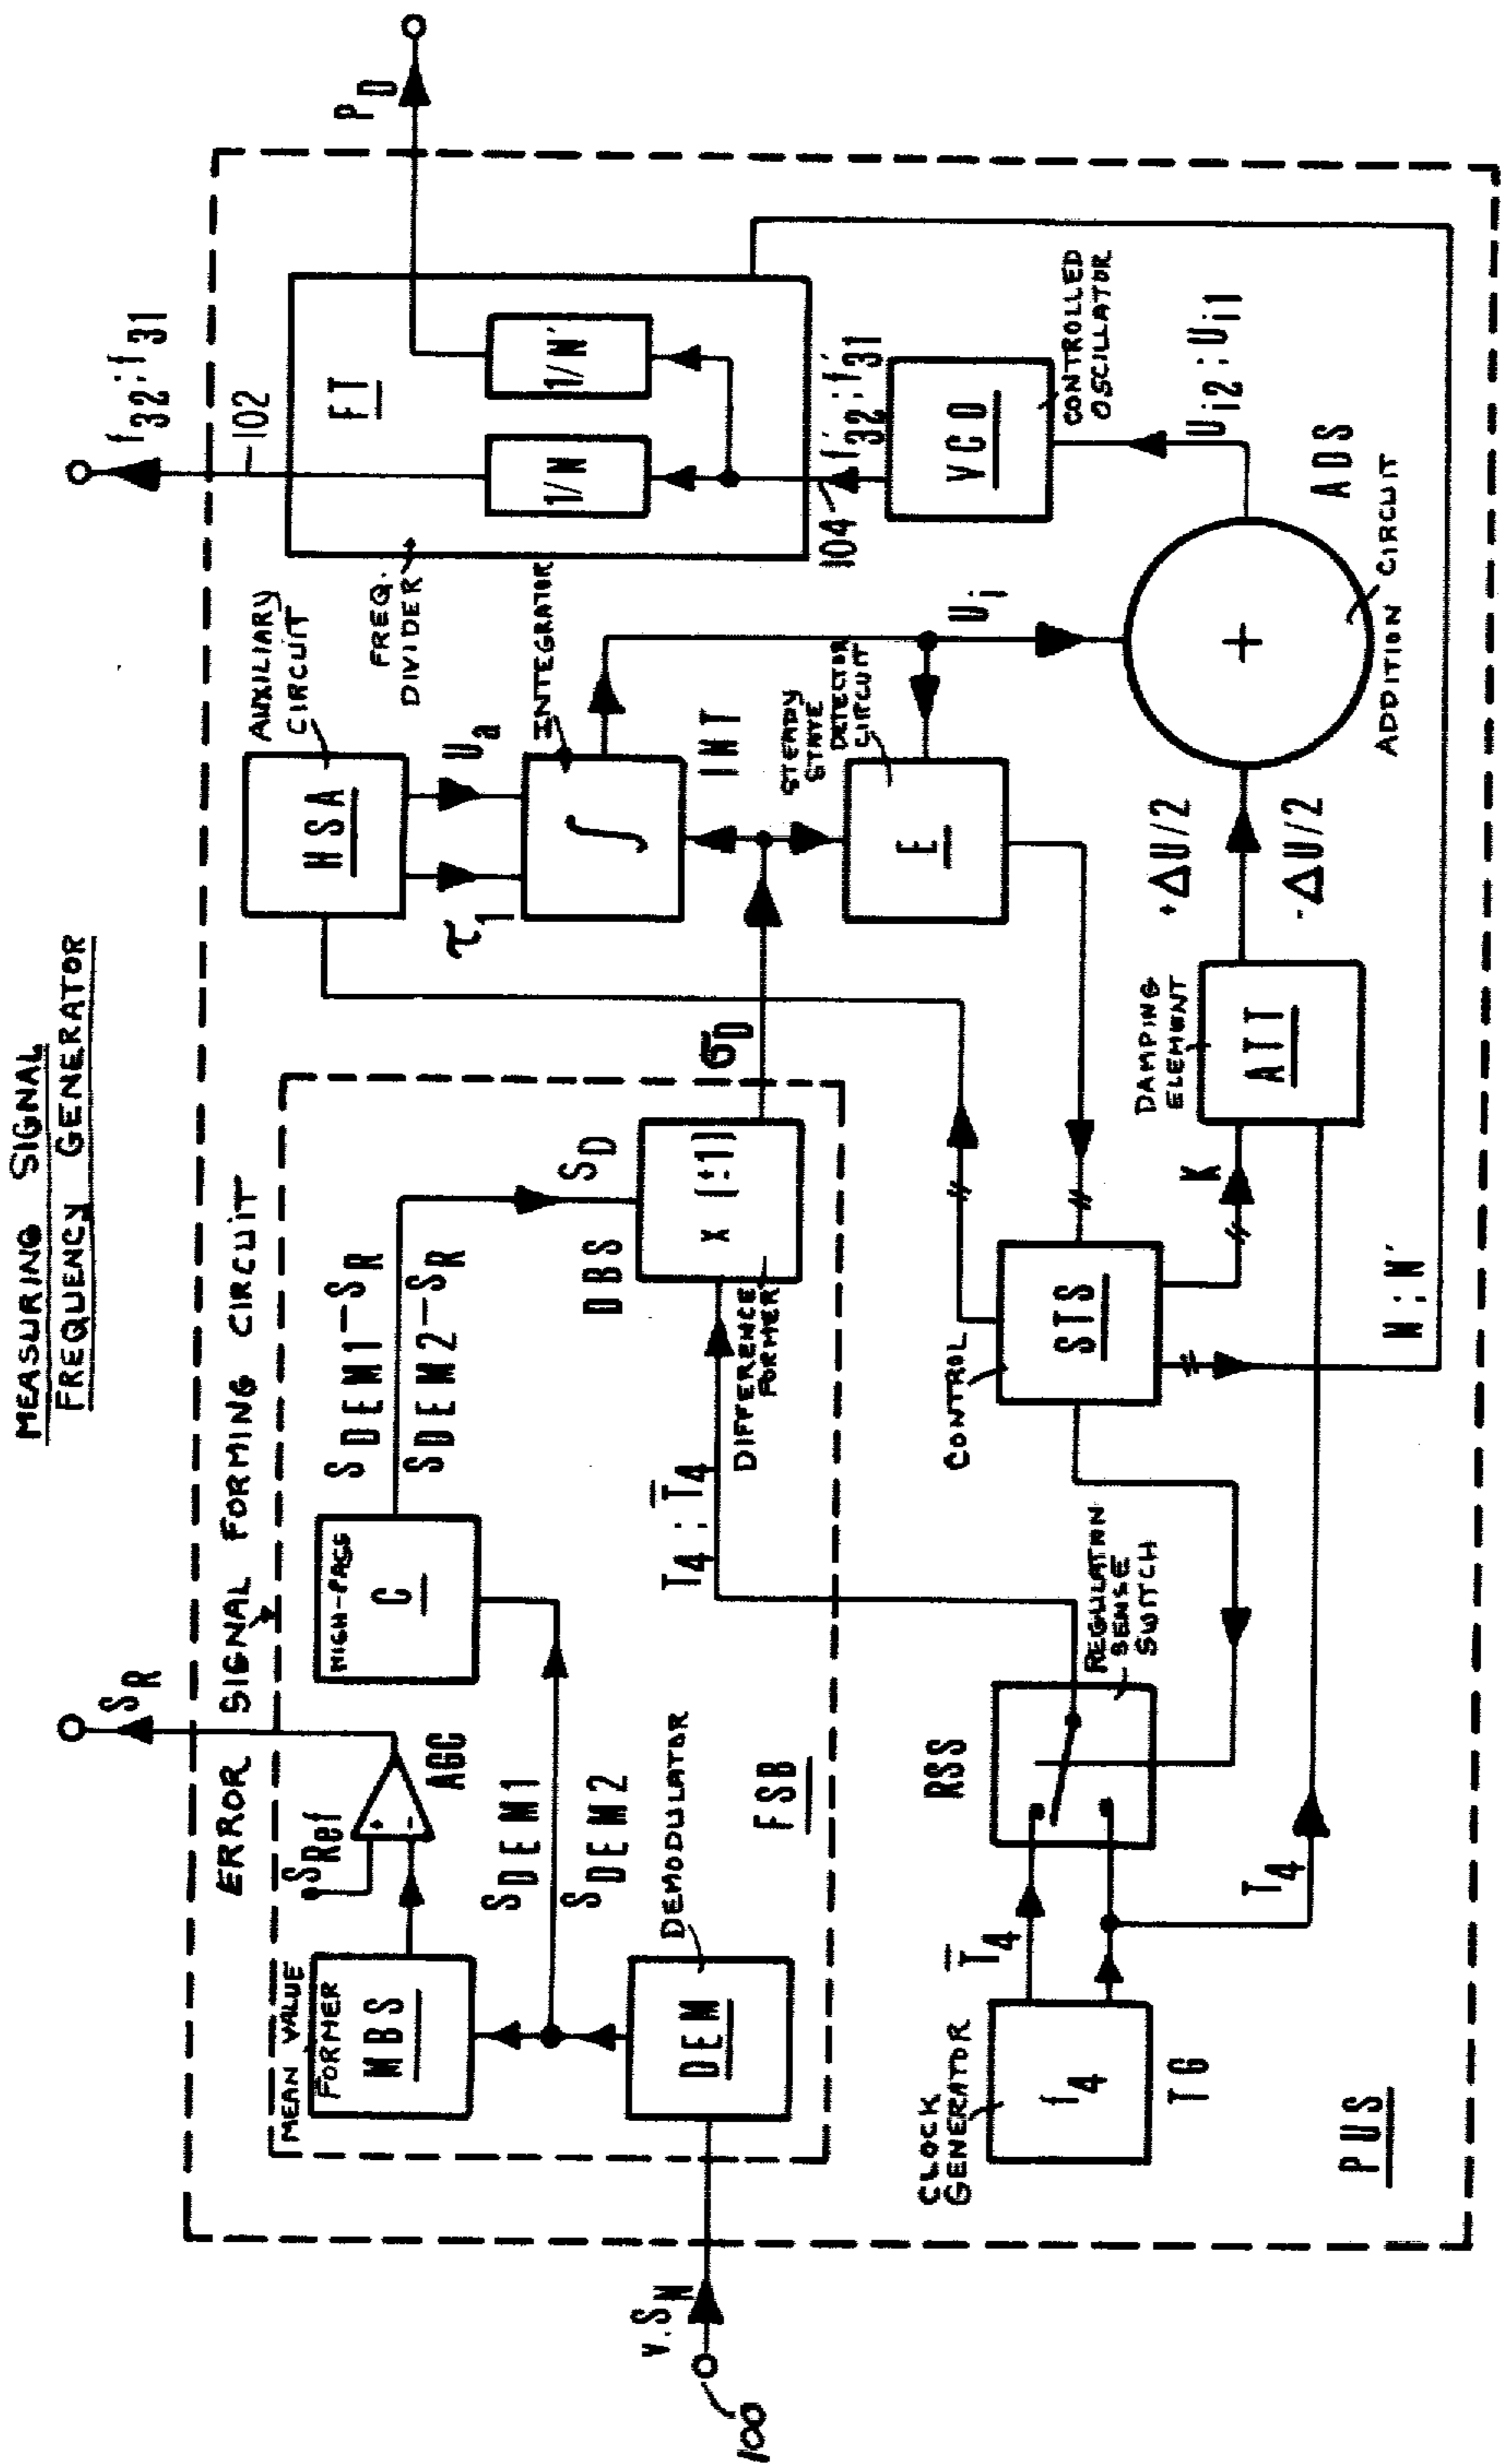 MEASURING SIGNAL
FREQUENCY GENERATOR
ERROR SIGNAL FORMING CIRCUIT
S_R
f_32 ; f_31
102
P_D
S_Ref
+
-
AGC
MEAN VALUE
FORMER
MBS
HIGH-PASS
C
S_DEM1-S_R
S_DEM2-S_R
S_DEM1
S_DEM2
DEMODULATOR
DEM
FSB
V.S_N
100
S_D
DBS
x (±1)
DIFFERENCE
FORMER
σ_D
T_4 ; T̄_4
AUXILIARY
CIRCUIT
HSA
τ_1
U_a
INTEGRATOR
∫
INT
FREQ.
DIVIDER
FT
1/N
1/N'
104
f'_32 ; f'_31
VCO
CONTROLLED
OSCILLATOR
STEADY
STATE
DETECTOR
CIRCUIT
E
U_i
U_i2 ; U_i1
ADS
+
ADDITION CIRCUIT
+ΔU/2
-ΔU/2
DAMPING
ELEMENT
ATT
K
CONTROL
STS
N ; N'
RSS
REGULATION
SENSE
SWITCH
T̄_4
T_4
CLOCK
GENERATOR
f_4
TG
PUS